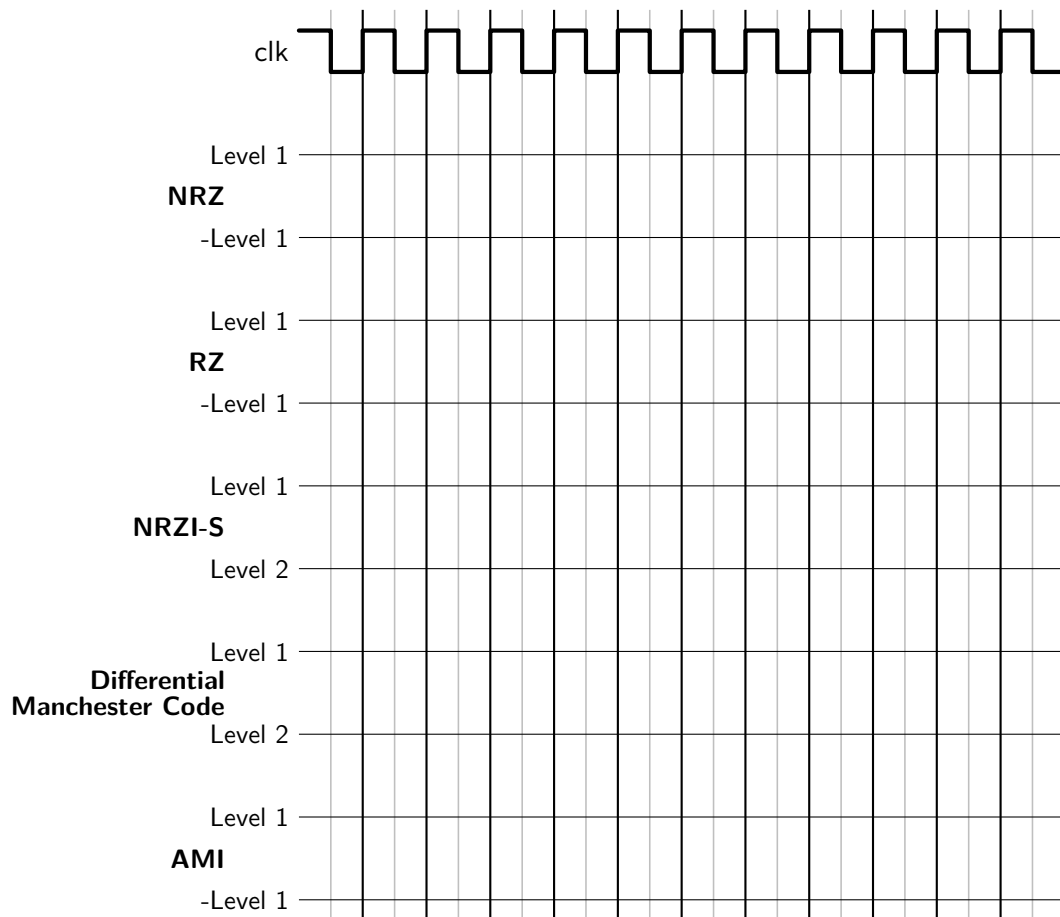 clk
Level 1
NRZ
-Level 1
Level 1
RZ
-Level 1
Level 1
NRZI-S
Level 2
Level 1
Differential
Manchester Code
Level 2
Level 1
AMI
-Level 1